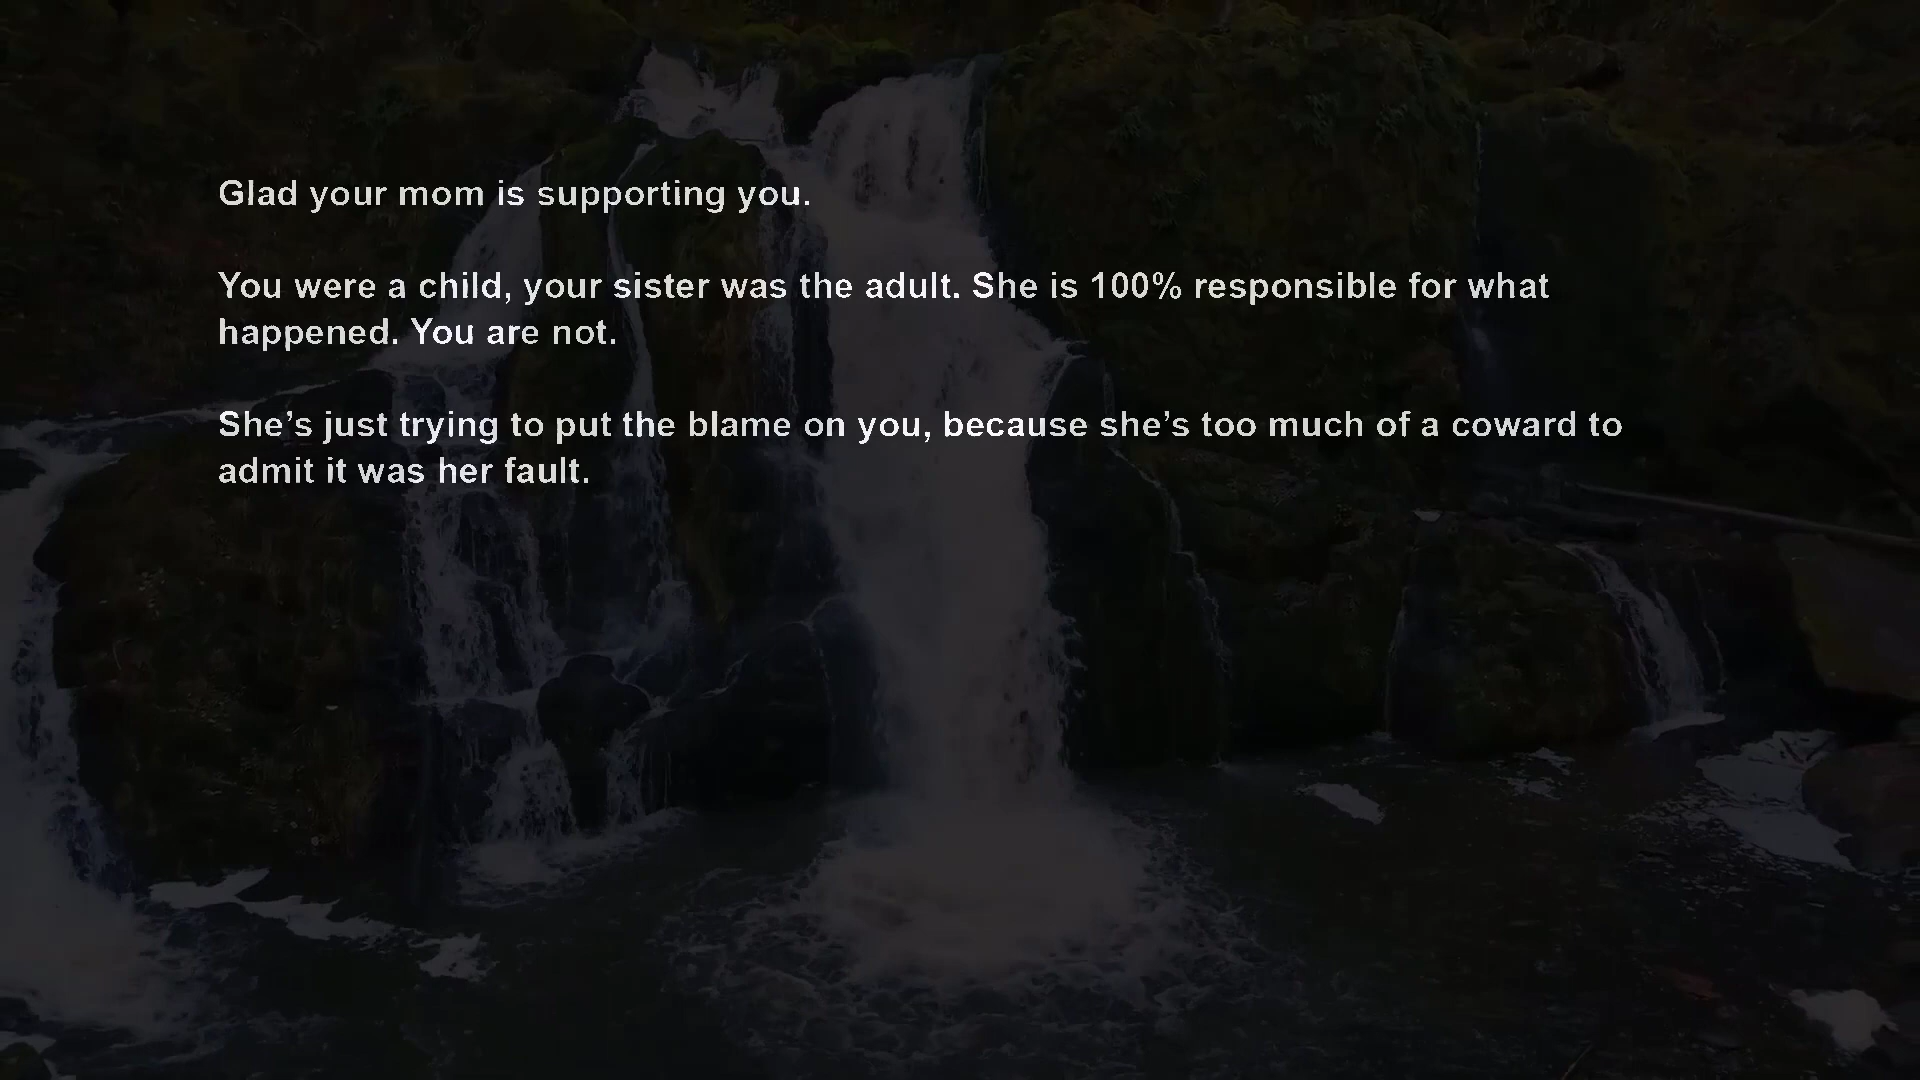 Glad your mom is supporting you.
You were a child, your sister was the adult. She is 100% responsible for what
happened. You are not.
She’s just trying to put the blame on you, because she’s too much of a coward to
admit it was her fault.